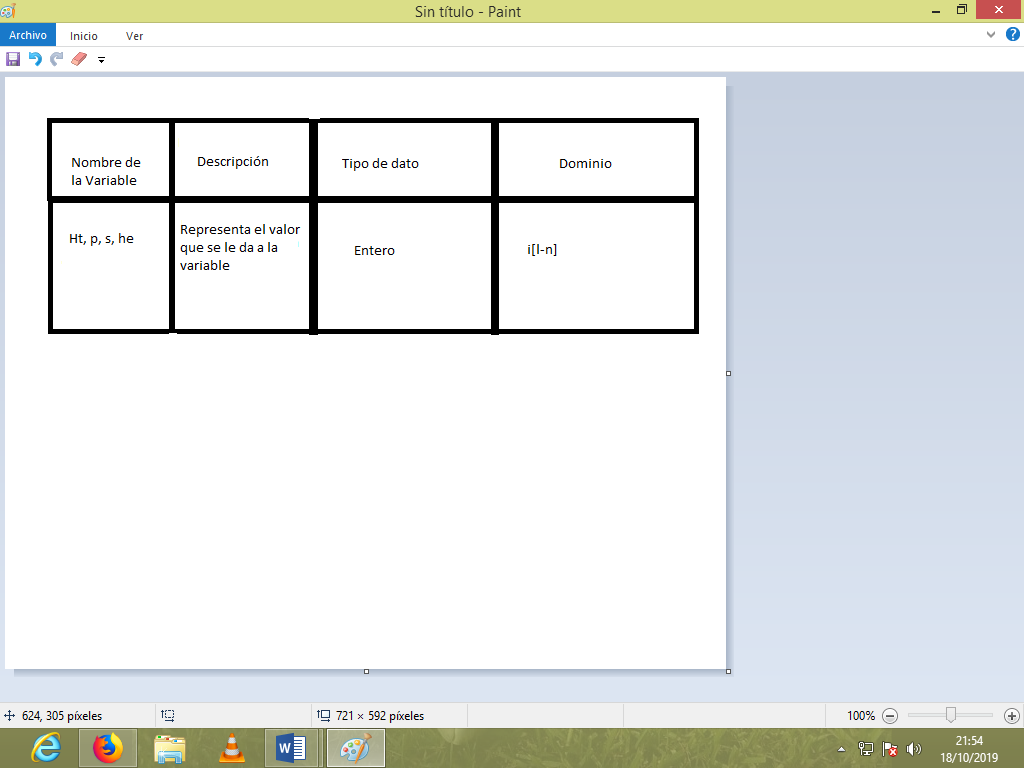 Sin título - Paint
Archivo Inicio Ver
Nombre de
la Variable
Descripción
Tipo de dato
Dominio
Ht, p, s, he
Representa el valor
que se le da a la
variable
Entero
i[l-n]
624, 305 píxeles
721 × 592 píxeles
100%
21:54
18/10/2019